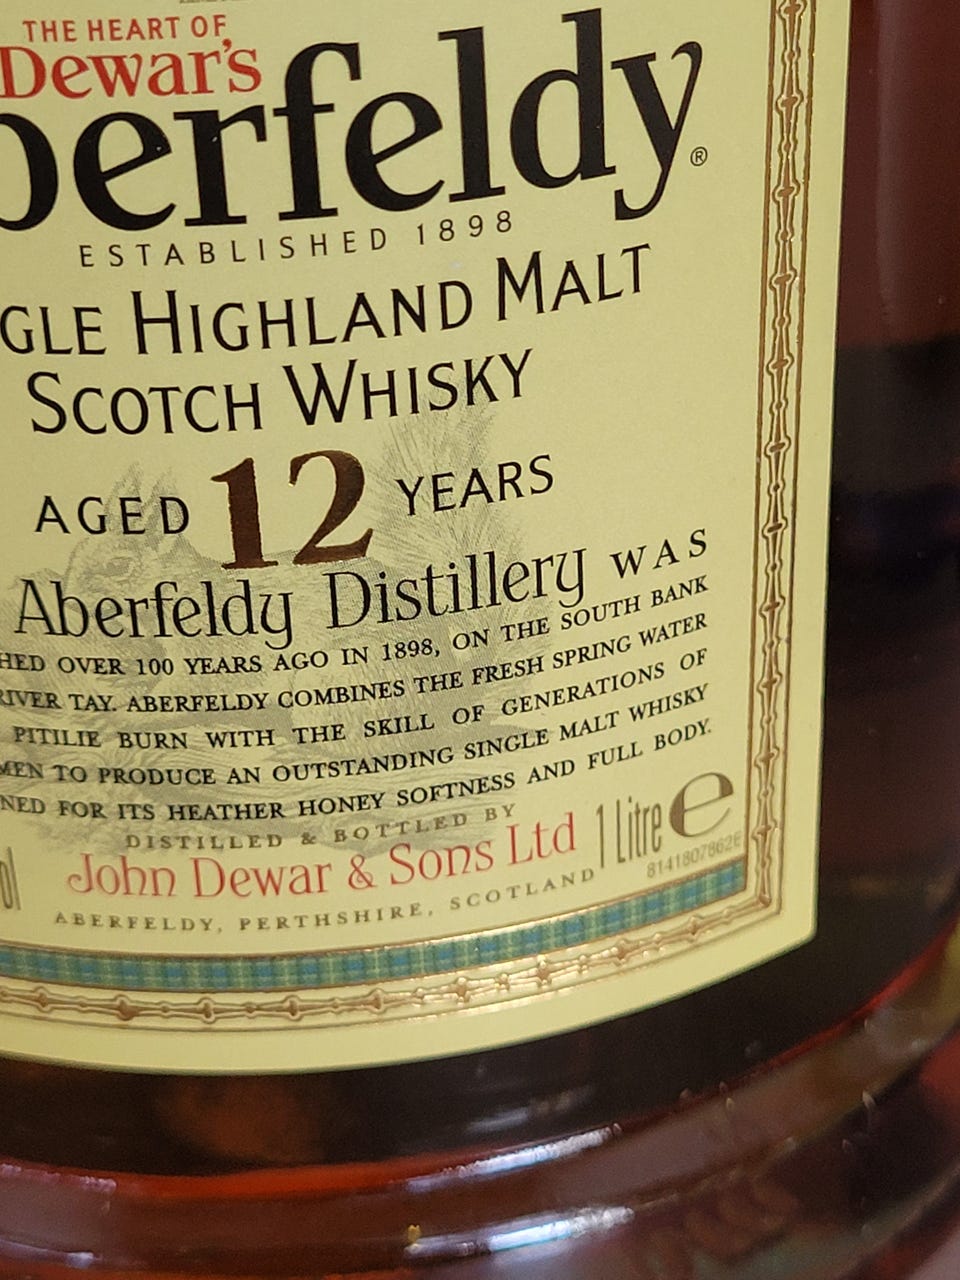 THE HEART OF
Dewar's
berfeldy®
ESTABLISHED 1898
GLE HIGHLAND MALT
SCOTCH WHISKY
AGED 12 YEARS
Aberfeldy Distillery WAS
HED OVER 100 YEARS AGO IN 1898, ON THE SOUTH BANK
RIVER TAY. ABERFELDY COMBINES THE FRESH SPRING WATER
PITILIE BURN WITH THE SKILL OF GENERATIONS OF
MEN TO PRODUCE AN OUTSTANDING SINGLE MALT WHISKY
NED FOR ITS HEATHER HONEY SOFTNESS AND FULL BODY.
DISTILLED & BOTTLED BY
John Dewar & Sons Ltd
ol
1 Litre e
ABERFELDY, PERTHSHIRE, SCOTLAND
8141807862E